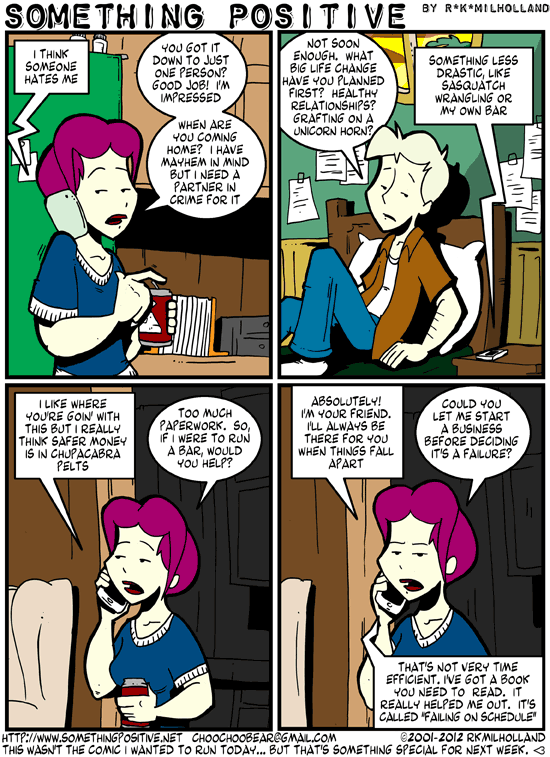 SOMETHING POSITIVE
BY R*K*MILHOLLAND
I THINK
SOMEONE
HATES ME
YOU GOT IT
DOWN TO JUST
ONE PERSON?
GOOD JOB! I'M
IMPRESSED
WHEN ARE
YOU COMING
HOME? I HAVE
MAYHEM IN MIND
BUT I NEED A
PARTNER IN
CRIME FOR IT
NOT SOON
ENOUGH. WHAT
BIG LIFE CHANGE
HAVE YOU PLANNED
FIRST? HEALTHY
RELATIONSHIPS?
GRAFTING ON A
UNICORN HORN?
SOMETHING LESS
DRASTIC, LIKE
SASQUATCH
WRANGLING OR
MY OWN BAR
I LIKE WHERE
YOU'RE GOIN' WITH
THIS BUT I REALLY
THINK SAFER MONEY
IS IN CHUPACABRA
PELTS
TOO MUCH
PAPERWORK. SO,
IF I WERE TO RUN
A BAR, WOULD
YOU HELP?
ABSOLUTELY!
I'M YOUR FRIEND.
I'LL ALWAYS BE
THERE FOR YOU
WHEN THINGS FALL
APART
COULD YOU
LET ME START
A BUSINESS
BEFORE DECIDING
IT'S A FAILURE?
THAT'S NOT VERY TIME
EFFICIENT. I'VE GOT A BOOK
YOU NEED TO READ. IT
REALLY HELPED ME OUT. IT'S
CALLED "FAILING ON SCHEDULE"
HTTP://WWW.SOMETHINGPOSITIVE.NET CHOOCHOOBEAR@GMAIL.COM ©2001-2012 RKMILHOLLAND
THIS WASN'T THE COMIC I WANTED TO RUN TODAY... BUT THAT'S SOMETHING SPECIAL FOR NEXT WEEK. <3